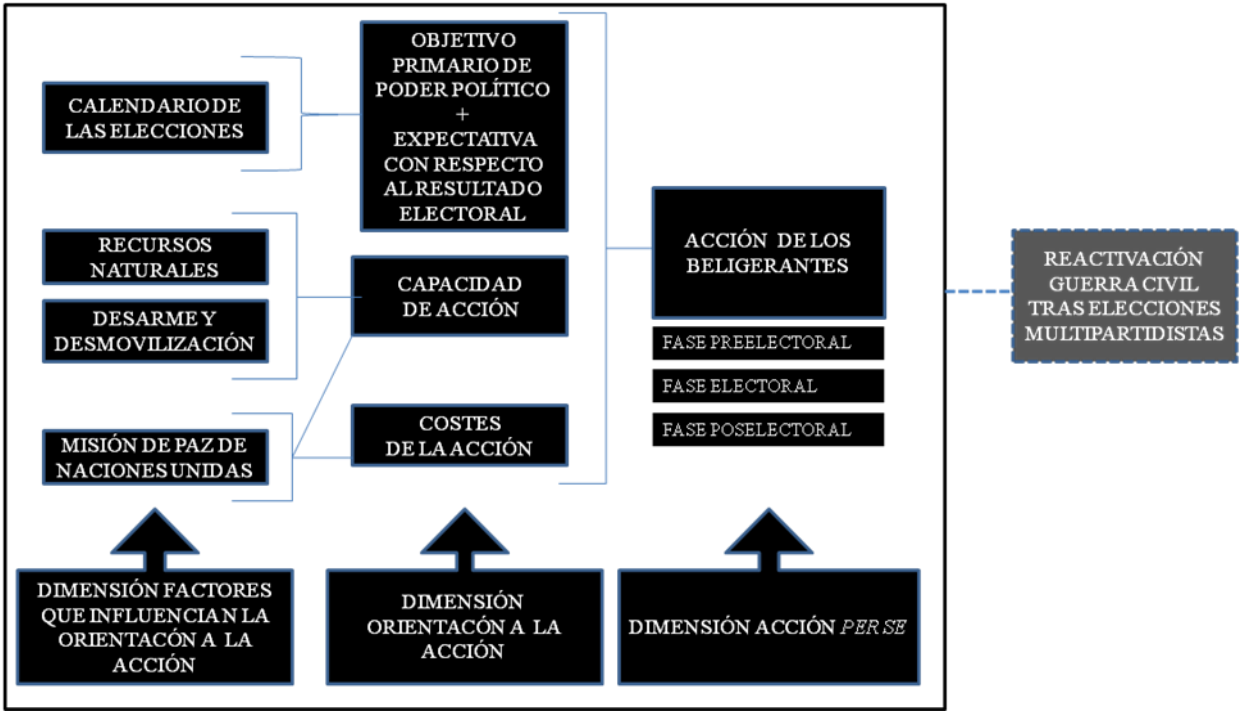 CALENDARIO DE
LAS ELECCIONES
RECURSOS
NATURALES
DESARME Y
DESMOVILIZACIÓN
MISIÓN DE PAZ DE
NACIONES UNIDAS
OBJETIVO
PRIMARIO DE
PODER POLÍTICO
+
EXPECTATIVA
CON RESPECTO
AL RESULTADO
ELECTORAL
CAPACIDAD
DE ACCIÓN
COSTES
DE LA ACCIÓN
ACCIÓN DE LOS
BELIGERANTES
FASE PREELECTORAL
FASE ELECTORAL
FASE POSELECTORAL
REACTIVACIÓN
GUERRA CIVIL
TRAS ELECCIONES
MULTIPARTIDISTAS
DIMENSIÓN FACTORES
QUE INFLUENCIAN LA
ORIENTACÓN A LA
ACCIÓN
DIMENSIÓN
ORIENTACÓN A LA
ACCIÓN
DIMENSIÓN ACCIÓN PER SE